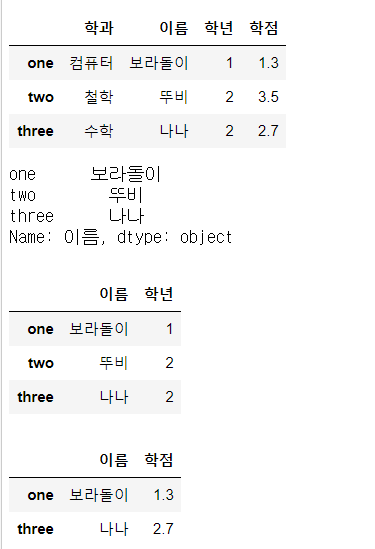 학과 이름 학년 학점
one 컴퓨터 보라돌이 1 1.3
two 철학 뚜비 2 3.5
three 수학 나나 2 2.7
one 보라돌이
two 뚜비
three 나나
Name: 이름, dtype: object
이름 학년
one 보라돌이 1
two 뚜비 2
three 나나 2
이름 학점
one 보라돌이 1.3
three 나나 2.7